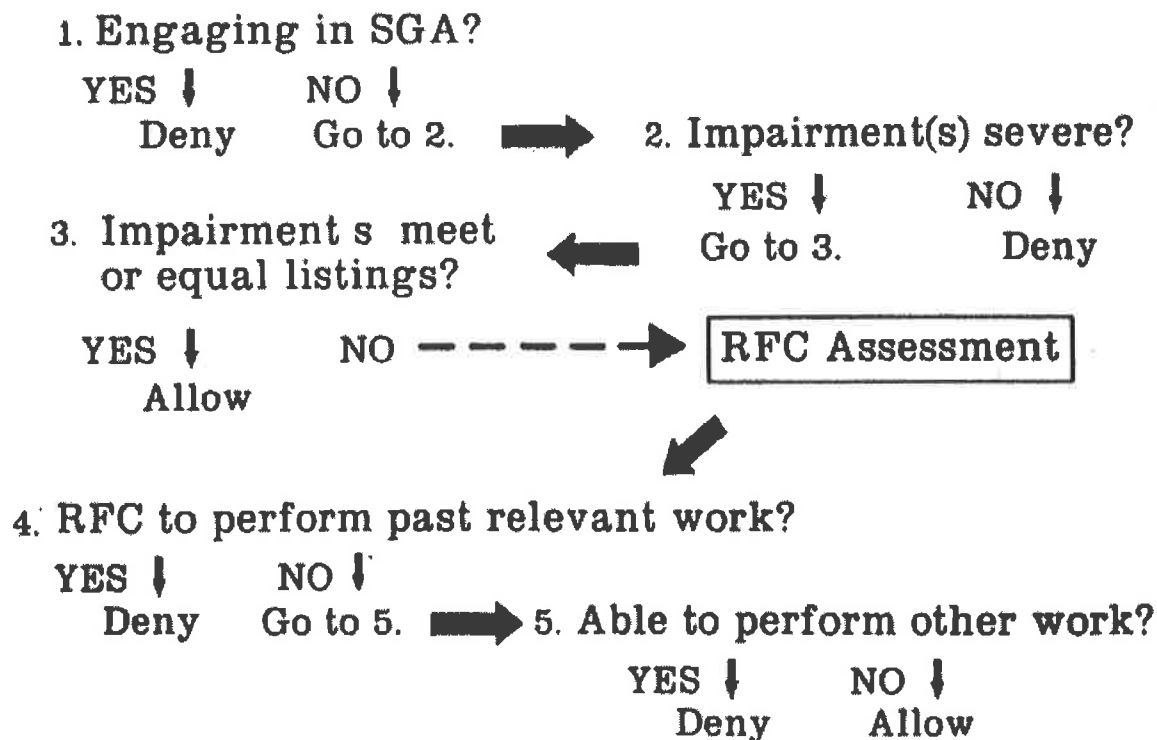 1. Engaging in SGA?
YES NO
Deny Go to 2.
2. Impairment(s) severe?
YES NO
Go to 3. Deny
3. Impairment s meet
or equal listings?
YES NO
Allow
RFC Assessment
4. RFC to perform past relevant work?
YES NO
Deny Go to 5.
5. Able to perform other work?
YES NO
Deny Allow